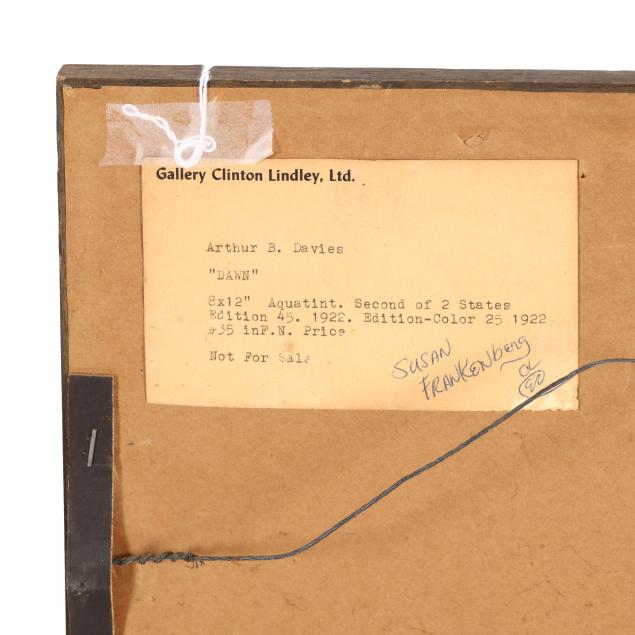 Gallery Clinton Lindley, Ltd.
Arthur B. Davies
"DAWN"
8x12" Aquatint. Second of 2 States
Edition 45. 1922. Edition-Color 25 1922
#35 inF.N. Price
Not For Sale
SUSAN
FRANKENberg